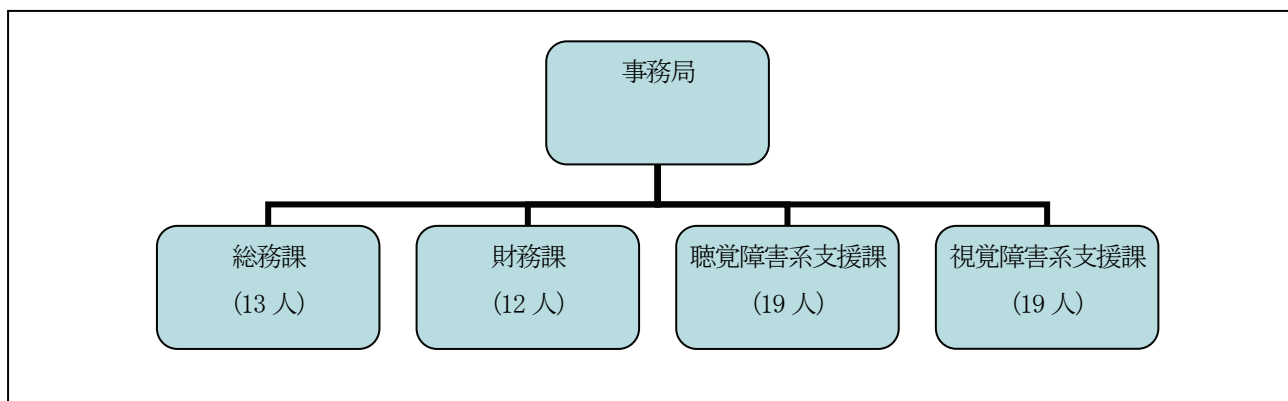 事務局
総務課
(13 人)
財務課
(12 人)
聴覚障害系支援課
(19 人)
視覚障害系支援課
(19 人)